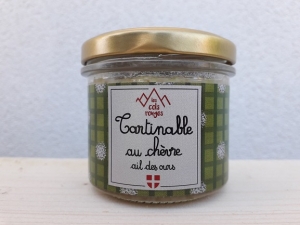 les
cols
rouges
Tartinable
au chèvre
ail des ours